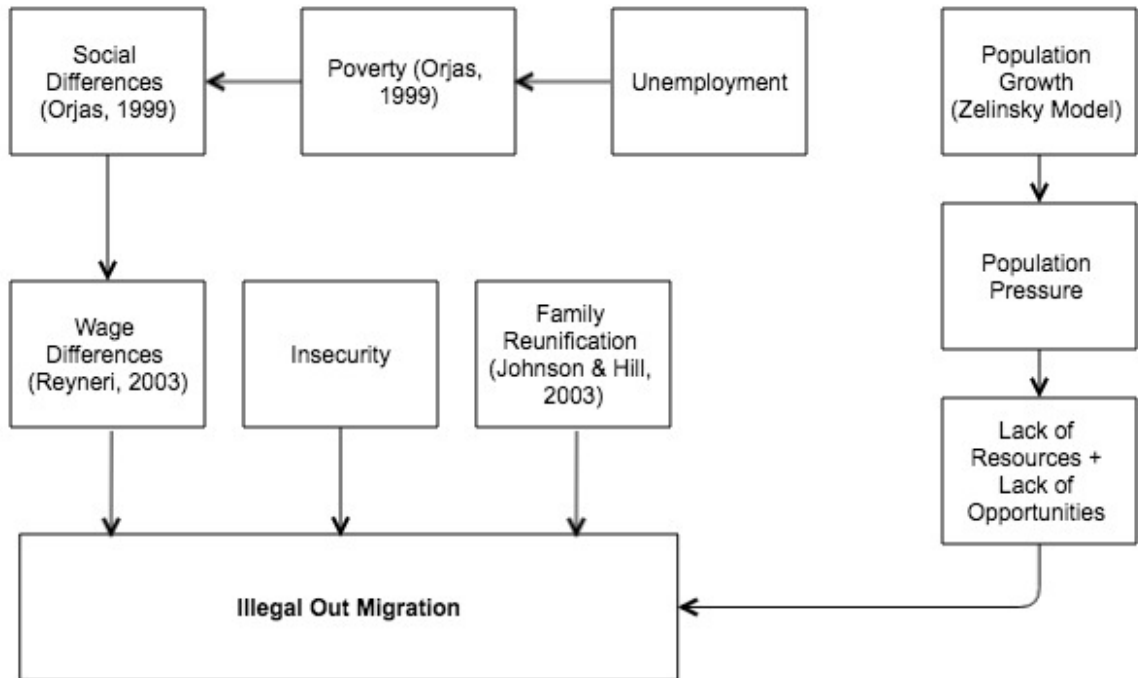 Social
Differences
(Orjas, 1999)
Poverty (Orjas,
1999)
Unemployment
Population
Growth
(Zelinsky Model)
Population
Pressure
Wage
Differences
(Reyneri, 2003)
Insecurity
Family
Reunification
(Johnson & Hill,
2003)
Lack of
Resources +
Lack of
Opportunities
Illegal Out Migration